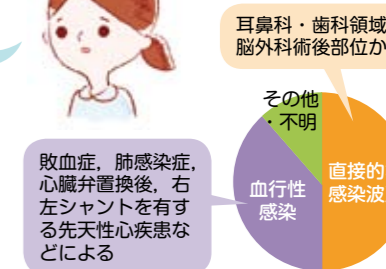 耳鼻科・歯科領域
脳外科術後部位か
その他
・不明
直接的
感染波
血行性
感染
敗血症，肺感染症，
心臓弁置換後，右
左シャントを有す
る先天性心疾患な
どによる